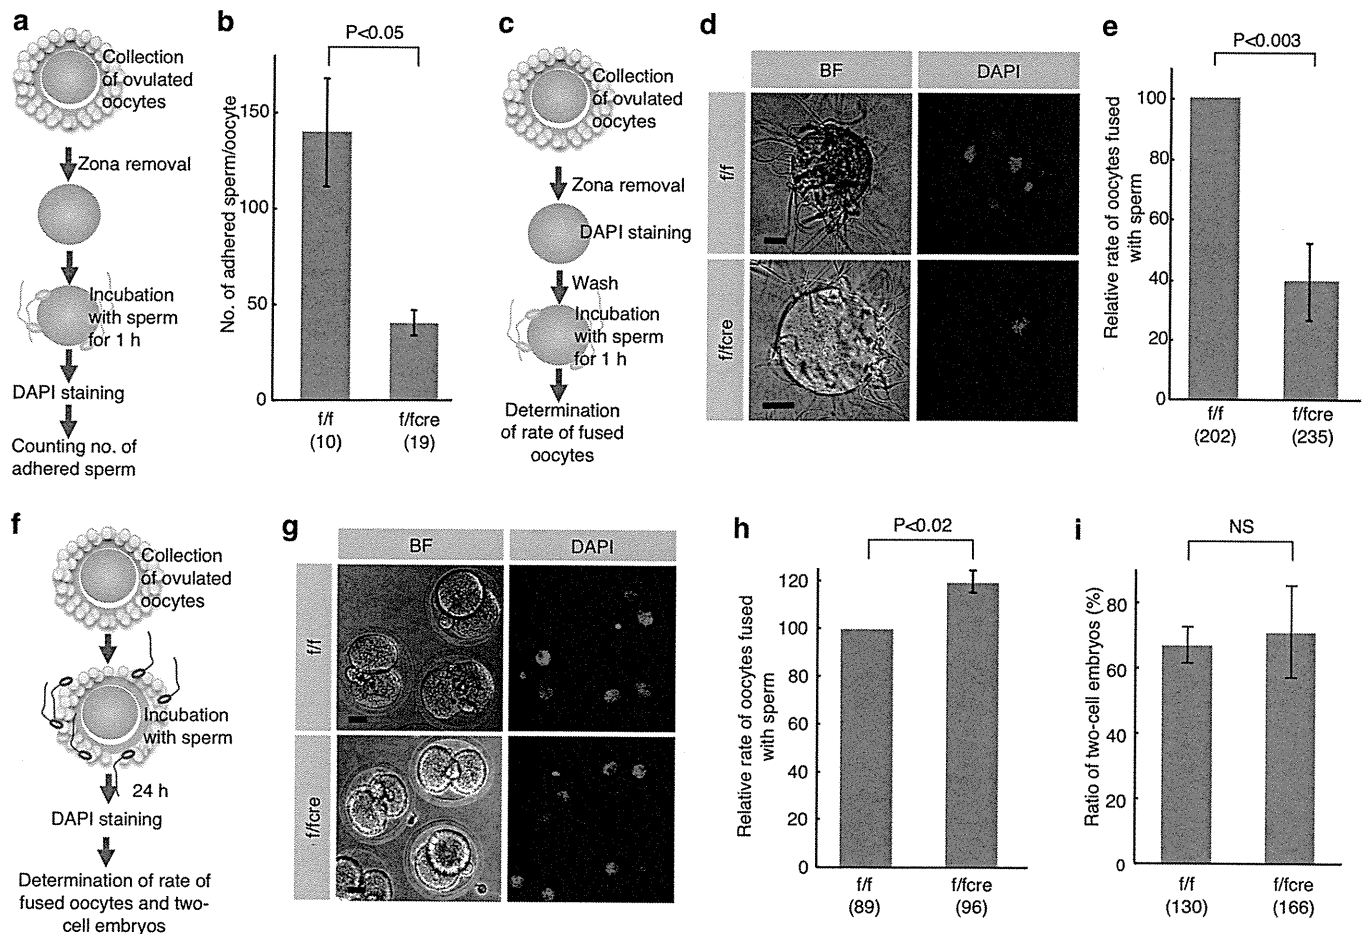 a
Collection
of ovulated
oocytes
Zona removal
Incubation
with sperm
for 1 h
DAPI staining
Counting no. of
adhered sperm
b
P<0.05
No. of adhered sperm/oocyte
150
100
50
0
f/f
f/fcre
(10)
(19)
c
Collection
of ovulated
oocytes
Zona removal
DAPI staining
Wash
Incubation
with sperm
for 1 h
Determination
of rate of fused
oocytes
d
BF
DAPI
f/f
f/fcre
e
P<0.003
Relative rate of oocytes fused
with sperm
100
80
60
40
20
0
f/f
f/fcre
(202)
(235)
f
Collection
of ovulated
oocytes
Incubation
with sperm
24 h
DAPI staining
Determination of rate of
fused oocytes and two-
cell embryos
g
BF
DAPI
f/f
f/fcre
h
P<0.02
Relative rate of oocytes fused
with sperm
120
100
80
60
40
20
0
f/f
f/fcre
(89)
(96)
i
NS
Ratio of two-cell embryos (%)
80
60
40
20
0
f/f
f/fcre
(130)
(166)